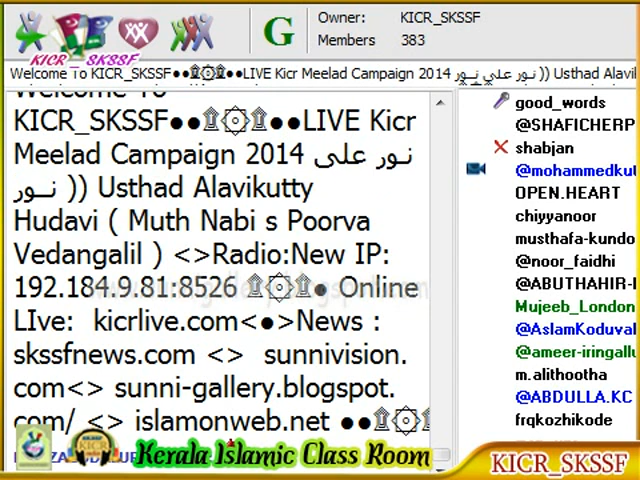 Owner: KICR_SKSSF
Members 383
G
KICR_SKSSF
Welcome To KICR_SKSSF●●۩۞۩●●LIVE Kicr Meelad Campaign 2014 نور علي نور )) Usthad Alavik
Welcome To
KICR_SKSSF●●۩۞۩●●LIVE Kicr
Meelad Campaign 2014 نور على
نور )) Usthad Alavikutty
Hudavi ( Muth Nabi s Poorva
Vedangalil ) <>Radio:New IP:
192.184.9.81:8526 ۩۞۩● Online
LIve: kicrlive.com<●>News :
skssfnews.com <> sunnivision.
com<> sunni-gallery.blogspot.
com/ <> islamonweb.net ●●۩۞۩
good_words
@SHAFICHERP
shabjan
@mohammedkut
OPEN.HEART
chiyyanoor
musthafa-kundo
@noor_faidhi
@ABUTHAHIR-
Mujeeb_London
@AslamKoduval
@ameer-iringallu
m.alithootha
@ABDULLA.KC
frqkozhikode
Kerala Islamic Class Room
KICR_SKSSF